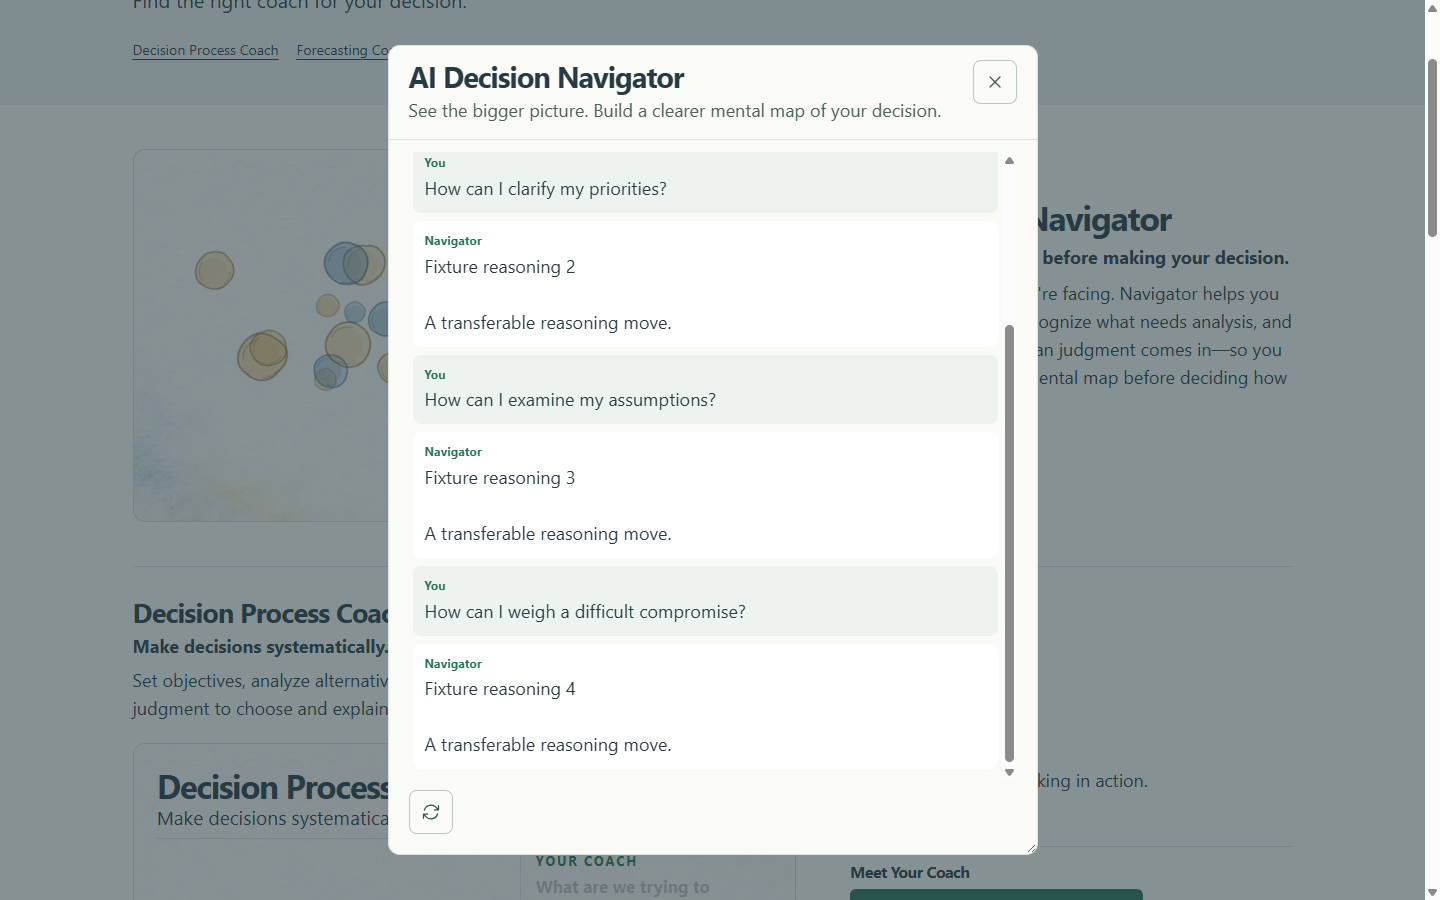 Find the right coach for your decision.
Decision Process Coach Forecasting Co
AI Decision Navigator
See the bigger picture. Build a clearer mental map of your decision.
You
How can I clarify my priorities?
Navigator
Fixture reasoning 2
A transferable reasoning move.
You
How can I examine my assumptions?
Navigator
Fixture reasoning 3
A transferable reasoning move.
You
How can I weigh a difficult compromise?
Navigator
Fixture reasoning 4
A transferable reasoning move.
Navigator
before making your decision.
're facing. Navigator helps you
ognize what needs analysis, and
an judgment comes in—so you
ental map before deciding how
Decision Process Coac
Make decisions systematically.
Set objectives, analyze alternativ
judgment to choose and explain
Decision Process
Make decisions systematica
YOUR COACH
What are we trying to
king in action.
Meet Your Coach